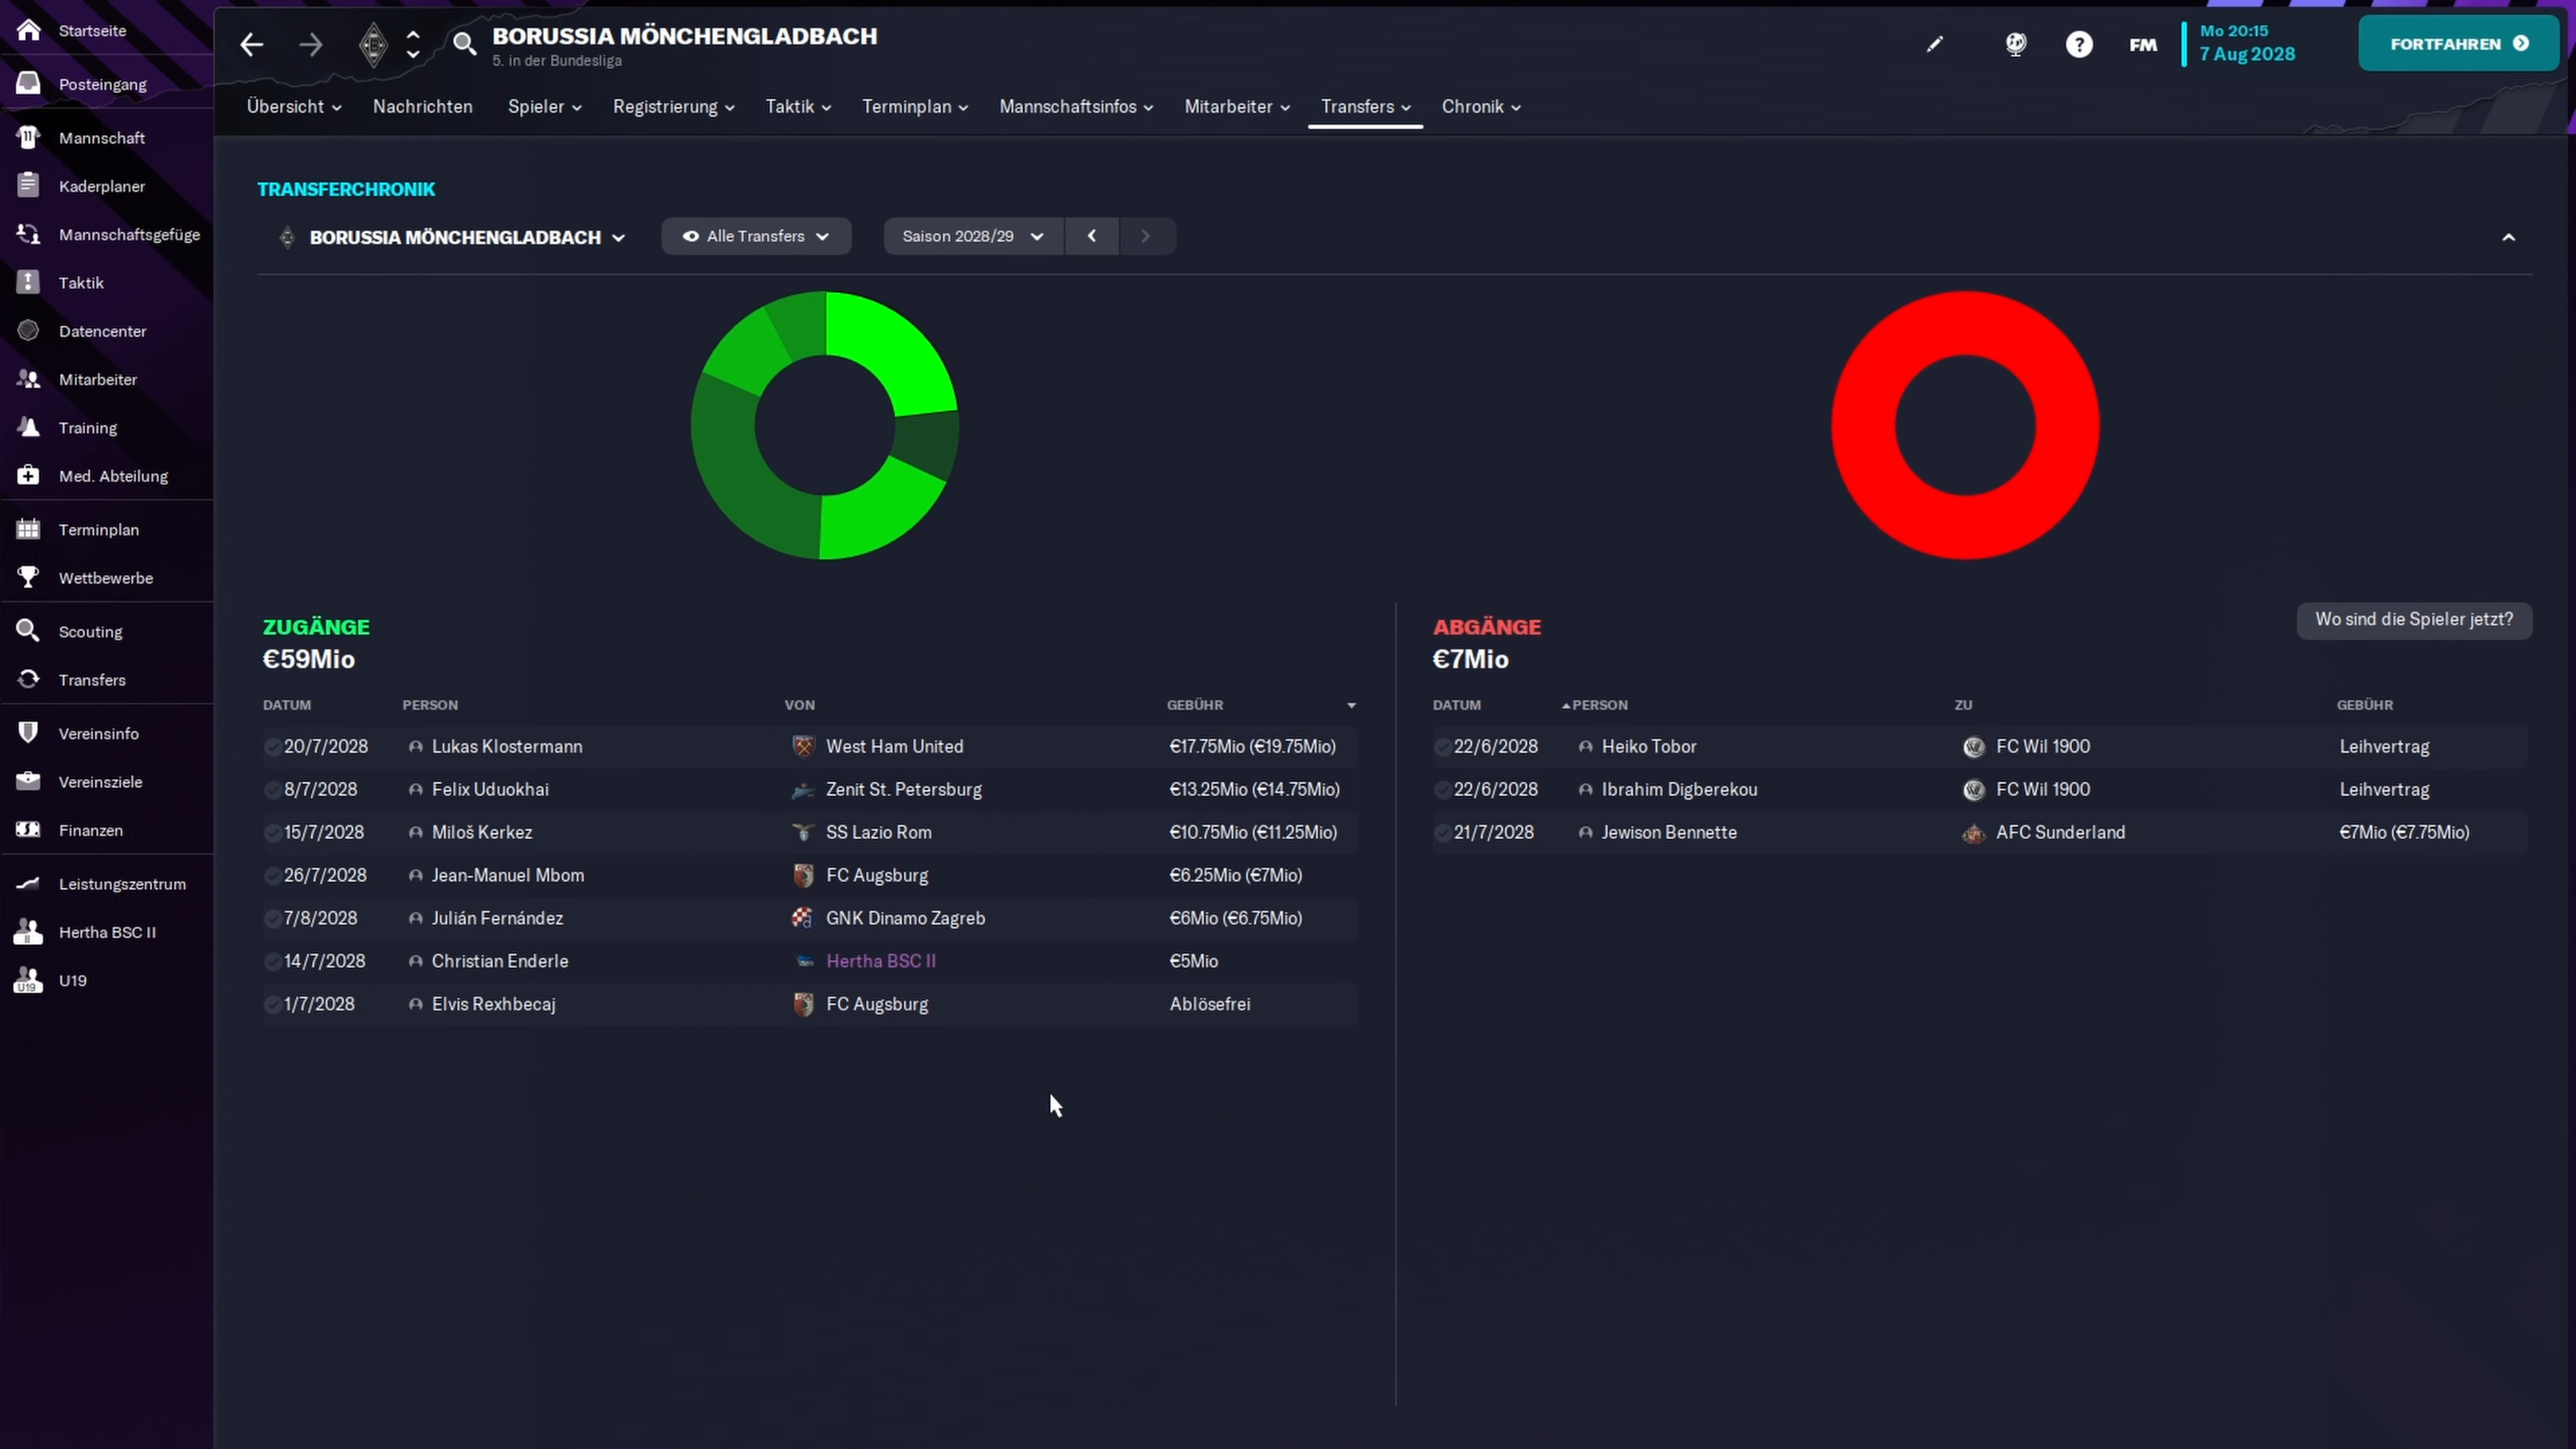 Startseite
Posteingang
Mannschaft
Kaderplaner
Mannschaftsgefüge
Taktik
Datencenter
Mitarbeiter
Training
Med. Abteilung
Terminplan
Wettbewerbe
Scouting
Transfers
Vereinsinfo
Vereinsziele
Finanzen
Leistungszentrum
Hertha BSC II
U19
BORUSSIA MÖNCHENGLADBACH
5. in der Bundesliga
FM
Mo 20:15
7 Aug 2028
FORTFAHREN
Übersicht Nachrichten Spieler Registrierung Taktik Terminplan Mannschaftsinfos Mitarbeiter Transfers Chronik
TRANSFERCHRONIK
BORUSSIA MÖNCHENGLADBACH Alle Transfers Saison 2028/29
ZUGÄNGE
€59Mio
DATUM PERSON VON GEBÜHR
20/7/2028 Lukas Klostermann West Ham United €17.75Mio (€19.75Mio)
8/7/2028 Felix Uduokhai Zenit St. Petersburg €13.25Mio (€14.75Mio)
15/7/2028 Miloš Kerkez SS Lazio Rom €10.75Mio (€11.25Mio)
26/7/2028 Jean-Manuel Mbom FC Augsburg €6.25Mio (€7Mio)
7/8/2028 Julián Fernández GNK Dinamo Zagreb €6Mio (€6.75Mio)
14/7/2028 Christian Enderle Hertha BSC II €5Mio
1/7/2028 Elvis Rexhbecaj FC Augsburg Ablösefrei
ABGÄNGE
€7Mio
Wo sind die Spieler jetzt?
DATUM PERSON ZU GEBÜHR
22/6/2028 Heiko Tobor FC Wil 1900 Leihvertrag
22/6/2028 Ibrahim Digberekou FC Wil 1900 Leihvertrag
21/7/2028 Jewison Bennette AFC Sunderland €7Mio (€7.75Mio)